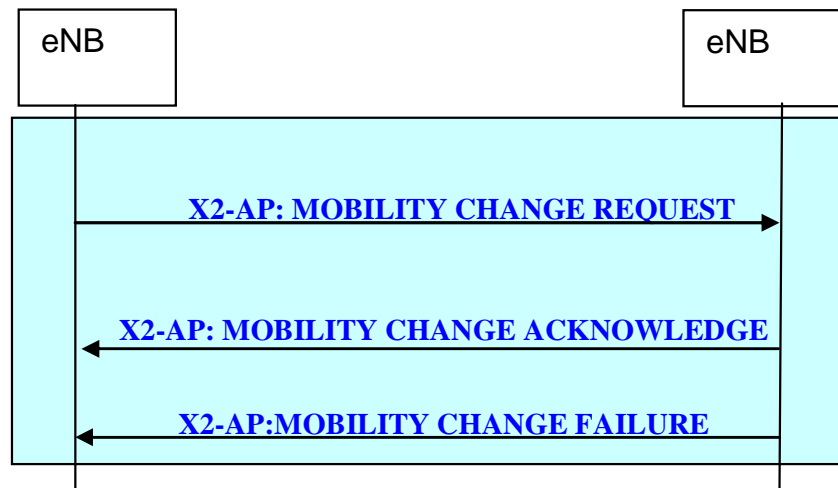 eNB
eNB
X2-AP: MOBILITY CHANGE REQUEST
X2-AP: MOBILITY CHANGE ACKNOWLEDGE
X2-AP:MOBILITY CHANGE FAILURE